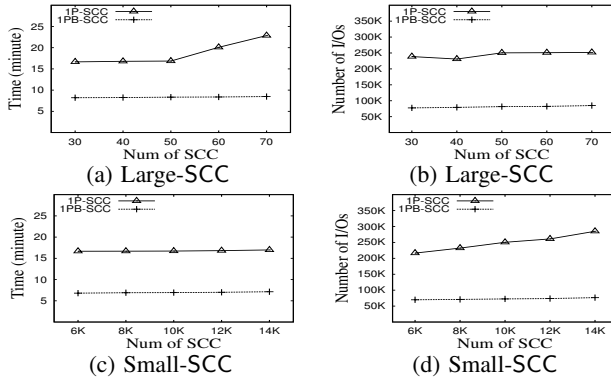 1P-SCC
1PB-SCC
Time (minute)
25
20
15
10
5
30 40 50 60 70
Num of SCC
(a) Large-SCC
1P-SCC
1PB-SCC
Number of I/Os
350K
300K
250K
200K
150K
100K
50K
30 40 50 60 70
Num of SCC
(b) Large-SCC
1P-SCC
1PB-SCC
Time (minute)
25
20
15
10
5
6K 8K 10K 12K 14K
Num of SCC
(c) Small-SCC
1P-SCC
1PB-SCC
Number of I/Os
350K
300K
250K
200K
150K
100K
50K
6K 8K 10K 12K 14K
Num of SCC
(d) Small-SCC